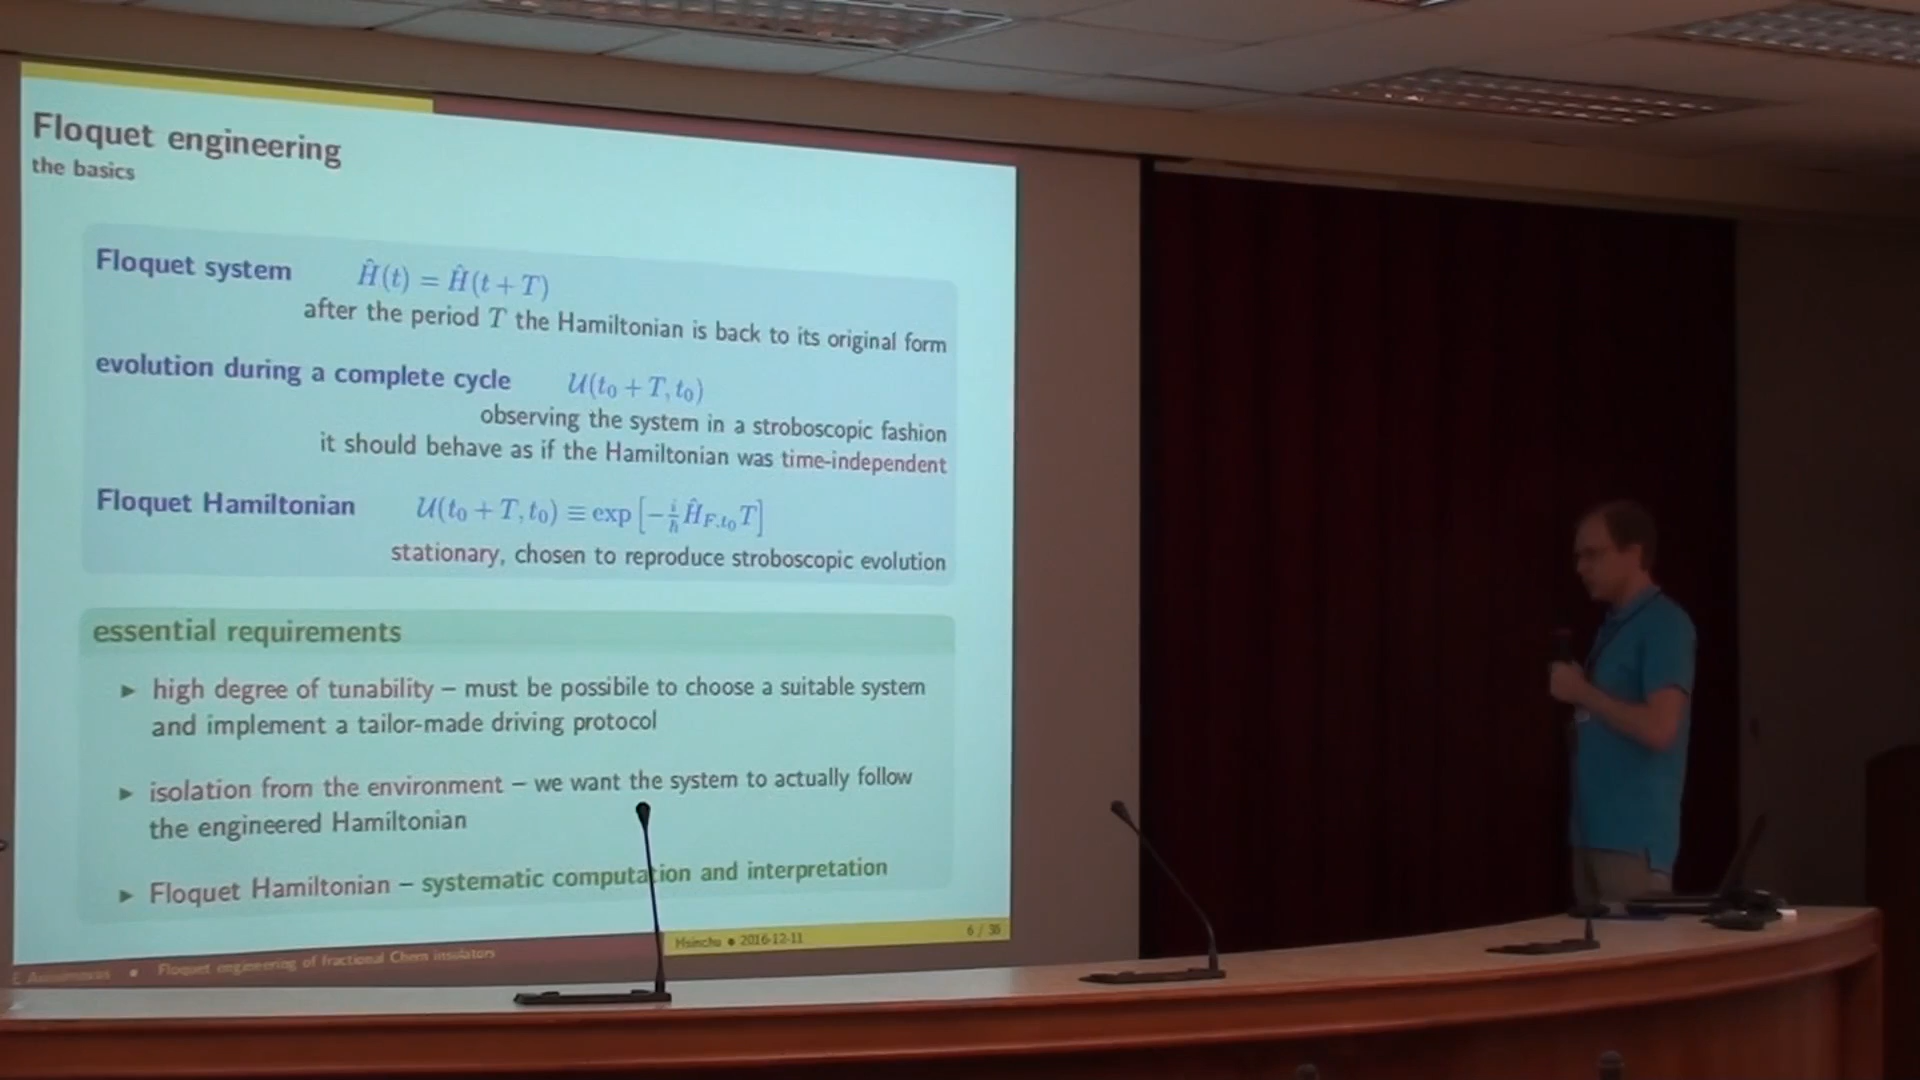 Floquet engineering
the basics
Floquet system Ĥ(t) = Ĥ(t + T)
after the period T the Hamiltonian is back to its original form
evolution during a complete cycle U(t₀ + T, t₀)
observing the system in a stroboscopic fashion
it should behave as if the Hamiltonian was time-independent
Floquet Hamiltonian U(t₀ + T, t₀) ≡ exp [−i/ħ Ĥ_F,t₀ T]
stationary, chosen to reproduce stroboscopic evolution
essential requirements
▶ high degree of tunability – must be possibile to choose a suitable system
and implement a tailor-made driving protocol
▶ isolation from the environment – we want the system to actually follow
the engineered Hamiltonian
▶ Floquet Hamiltonian – systematic computation and interpretation
Hsinchu ● 2016-12-11 6 / 36
● Floquet engineering of fractional Chern insulators